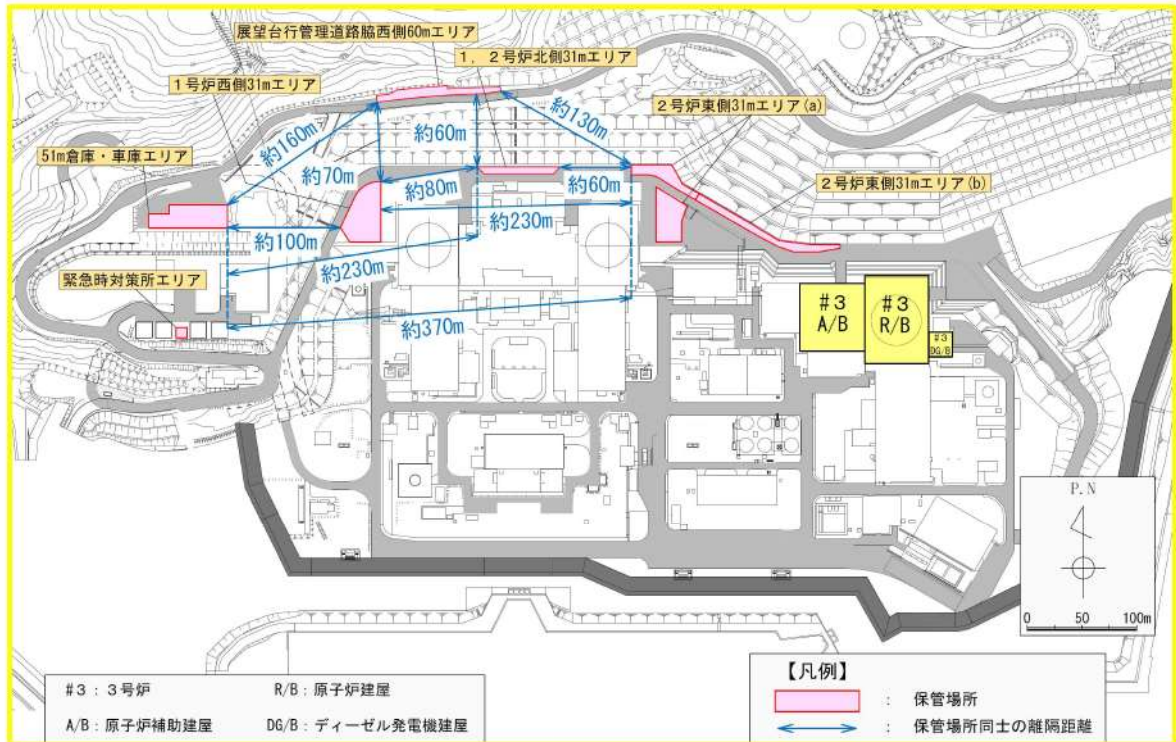 展望台行管理道路脇西側60mエリア
1，2号炉北側31mエリア
1号炉西側31mエリア
2号炉東側31mエリア(a)
51m倉庫・車庫エリア
2号炉東側31mエリア(b)
緊急時対策所エリア
約160m
約70m
約60m
約130m
約80m
約60m
約230m
約100m
約230m
約370m
#3
A/B
#3
R/B
#3
DG/B
P.N
0 50 100m
#3：3号炉 R/B：原子炉建屋
A/B：原子炉補助建屋 DG/B：ディーゼル発電機建屋
【凡例】
： 保管場所
： 保管場所同士の離隔距離